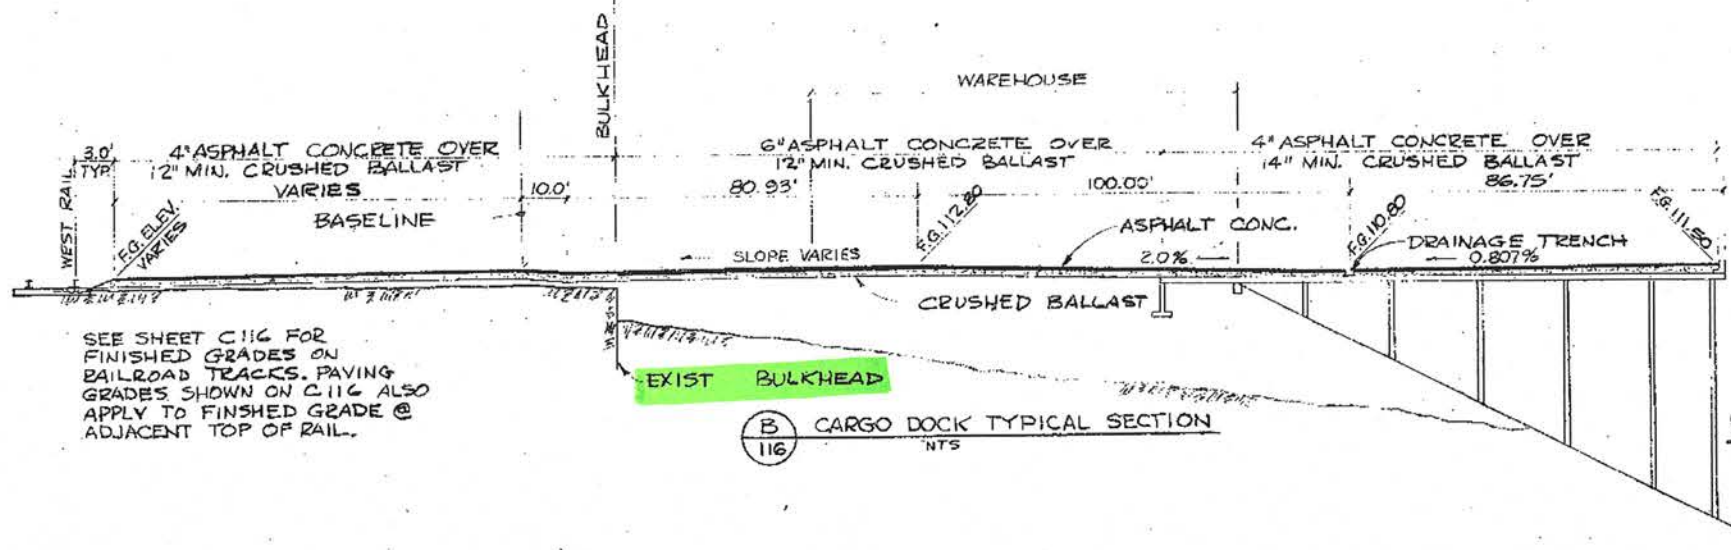 BULKHEAD
WAREHOUSE
3.0'
TYP.
4" ASPHALT CONCRETE OVER
12" MIN. CRUSHED BALLAST
VARIES
10.0'
6" ASPHALT CONCRETE OVER
12" MIN. CRUSHED BALLAST
80.93'
100.00'
4" ASPHALT CONCRETE OVER
14" MIN. CRUSHED BALLAST
86.75'
WEST RAIL
F.G. ELEV.
VARIES
BASELINE
SLOPE VARIES
F.G. 112.80
ASPHALT CONC.
2.0%
F.G. 110.80
DRAINAGE TRENCH
0.807%
F.G. 111.50
CRUSHED BALLAST
SEE SHEET C116 FOR
FINISHED GRADES ON
RAILROAD TRACKS. PAVING
GRADES SHOWN ON C116 ALSO
APPLY TO FINSHED GRADE @
ADJACENT TOP OF RAIL.
EXIST BULKHEAD
B
116
CARGO DOCK TYPICAL SECTION
NTS